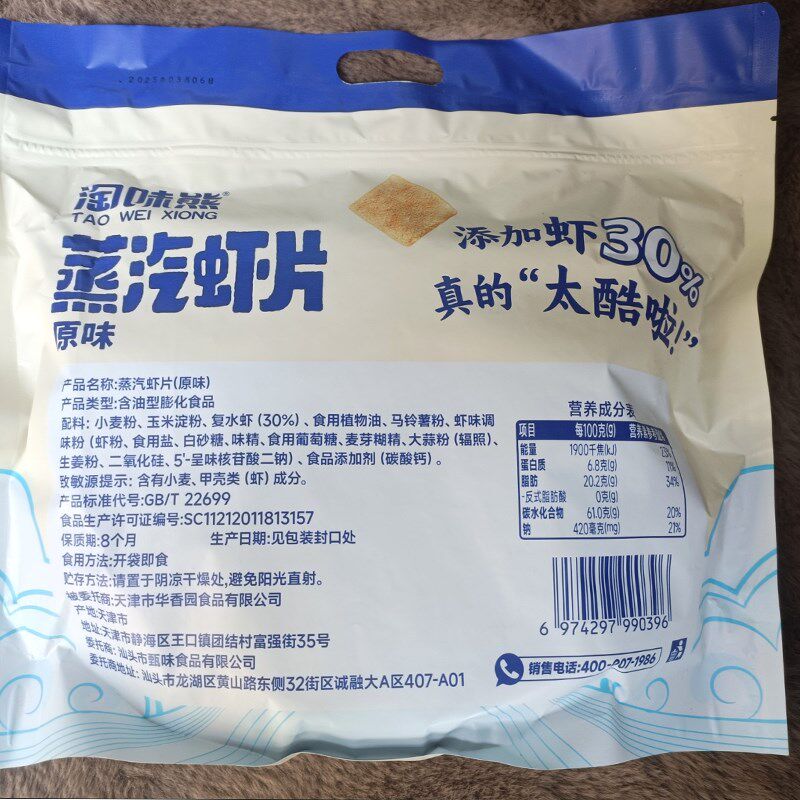 淘味熊®
TAO WEI XIONG
蒸汽虾片
原味
添加虾30%
真的“太酷啦!”
产品名称:蒸汽虾片(原味)
产品类型:含油型膨化食品
配料: 小麦粉、玉米淀粉、复水虾 (30%) 、食用植物油、马铃薯粉、虾味调
味粉 (虾粉、食用盐、白砂糖、味精、食用葡萄糖、麦芽糊精、大蒜粉 (辐照)、
生姜粉、二氧化硅、5'-呈味核苷酸二钠) 、食品添加剂 (碳酸钙) 。
致敏源提示: 含有小麦、甲壳类 (虾) 成分。
产品标准代号:GB/T 22699
食品生产许可证编号:SC11212011813157
保质期:8个月 生产日期:见包装封口处
食用方法:开袋即食
贮存方法:请置于阴凉干燥处,避免阳光直射。
被委托商:天津市华香园食品有限公司
产地:天津市
地址:天津市静海区王口镇团结村富强街35号
委托商: 汕头市甄味食品有限公司
委托商地址: 汕头市龙湖区黄山路东侧32街区诚融大A区407-A01
营养成分表
项目 每100克(g)
能量 1900千焦(kJ) 23%
蛋白质 6.8克(g) 11%
脂肪 20.2克(g) 34%
-反式脂肪酸 0克(g)
碳水化合物 61.0克(g) 20%
钠 420毫克(mg) 21%
6 974297 990396
销售电话:400-807-1986